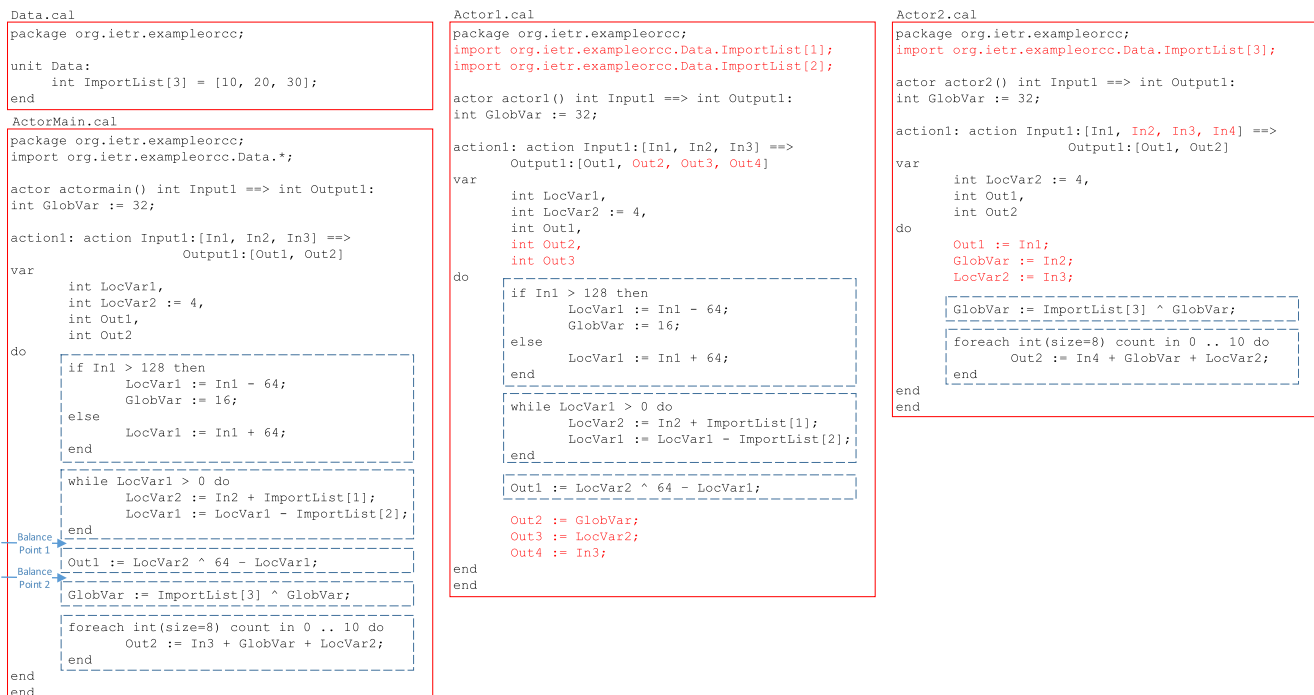 Data.cal
package org.ietr.exampleorcc;
unit Data:
int ImportList[3] = [10, 20, 30];
end
ActorMain.cal
package org.ietr.exampleorcc;
import org.ietr.exampleorcc.Data.*;
actor actormain() int Input1 ==> int Output1:
int GlobVar := 32;
action1: action Input1:[In1, In2, In3] ==>
Output1:[Out1, Out2]
var
int LocVar1,
int LocVar2 := 4,
int Out1,
int Out2
do
if In1 > 128 then
LocVar1 := In1 - 64;
GlobVar := 16;
else
LocVar1 := In1 + 64;
end
while LocVar1 > 0 do
LocVar2 := In2 + ImportList[1];
LocVar1 := LocVar1 - ImportList[2];
end
Balance
Point 1
Out1 := LocVar2 ^ 64 - LocVar1;
Balance
Point 2
GlobVar := ImportList[3] ^ GlobVar;
foreach int(size=8) count in 0 .. 10 do
Out2 := In3 + GlobVar + LocVar2;
end
end
end
Actor1.cal
package org.ietr.exampleorcc;
import org.ietr.exampleorcc.Data.ImportList[1];
import org.ietr.exampleorcc.Data.ImportList[2];
actor actor1() int Input1 ==> int Output1:
int GlobVar := 32;
action1: action Input1:[In1, In2, In3] ==>
Output1:[Out1, Out2, Out3, Out4]
var
int LocVar1,
int LocVar2 := 4,
int Out1,
int Out2,
int Out3
do
if In1 > 128 then
LocVar1 := In1 - 64;
GlobVar := 16;
else
LocVar1 := In1 + 64;
end
while LocVar1 > 0 do
LocVar2 := In2 + ImportList[1];
LocVar1 := LocVar1 - ImportList[2];
end
Out1 := LocVar2 ^ 64 - LocVar1;
Out2 := GlobVar;
Out3 := LocVar2;
Out4 := In3;
end
end
Actor2.cal
package org.ietr.exampleorcc;
import org.ietr.exampleorcc.Data.ImportList[3];
actor actor2() int Input1 ==> int Output1:
int GlobVar := 32;
action1: action Input1:[In1, In2, In3, In4] ==>
Output1:[Out1, Out2]
var
int LocVar2 := 4,
int Out1,
int Out2
do
Out1 := In1;
GlobVar := In2;
LocVar2 := In3;
GlobVar := ImportList[3] ^ GlobVar;
foreach int(size=8) count in 0 .. 10 do
Out2 := In4 + GlobVar + LocVar2;
end
end
end